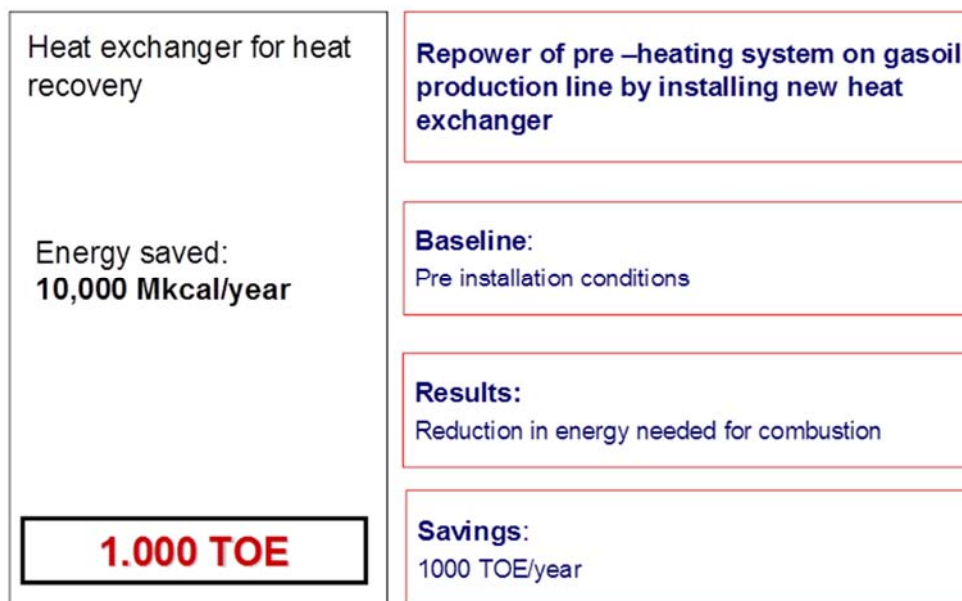 Heat exchanger for heat
recovery
Energy saved:
10,000 Mkcal/year
1.000 TOE
Repower of pre –heating system on gasoil
production line by installing new heat
exchanger
Baseline:
Pre installation conditions
Results:
Reduction in energy needed for combustion
Savings:
1000 TOE/year